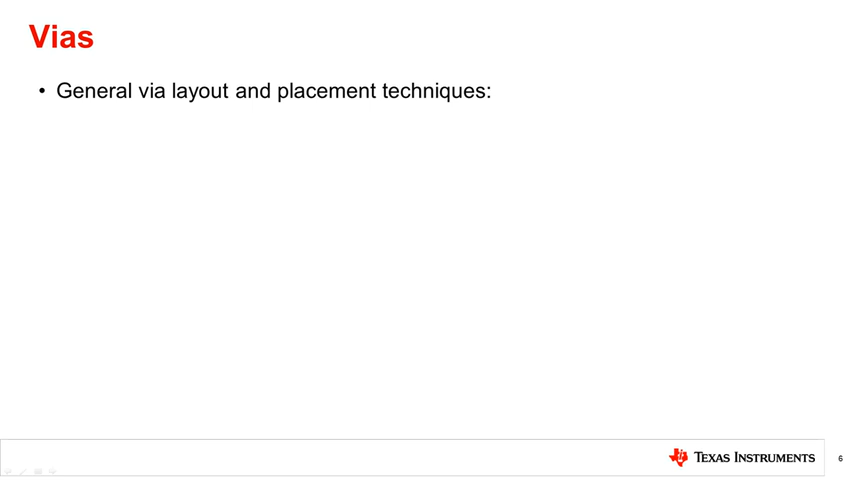 Vias
• General via layout and placement techniques:
TEXAS INSTRUMENTS
6